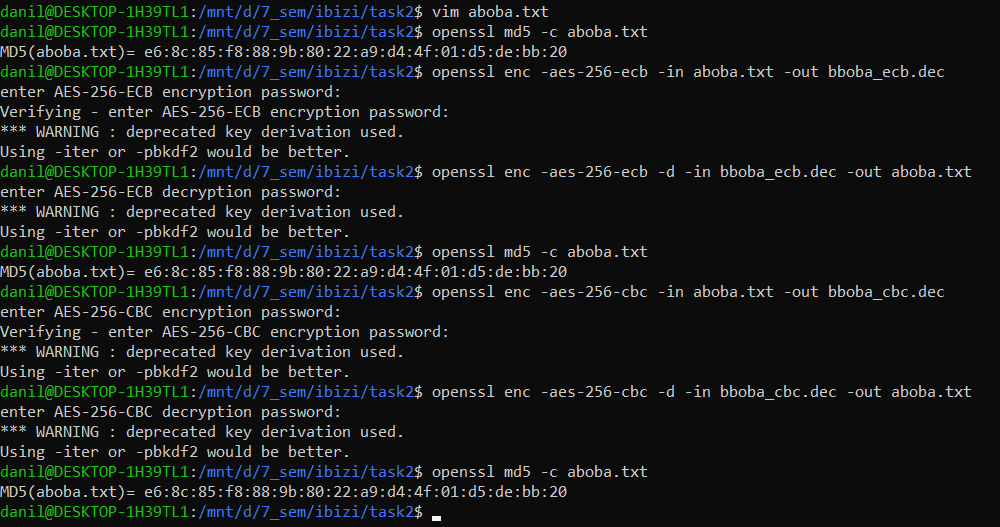 danil@DESKTOP-1H39TL1:/mnt/d/7_sem/ibizi/task2$ vim aboba.txt
danil@DESKTOP-1H39TL1:/mnt/d/7_sem/ibizi/task2$ openssl md5 -c aboba.txt
MD5(aboba.txt)= e6:8c:85:f8:88:9b:80:22:a9:d4:4f:01:d5:de:bb:20
danil@DESKTOP-1H39TL1:/mnt/d/7_sem/ibizi/task2$ openssl enc -aes-256-ecb -in aboba.txt -out bboba_ecb.dec
enter AES-256-ECB encryption password:
Verifying - enter AES-256-ECB encryption password:
*** WARNING : deprecated key derivation used.
Using -iter or -pbkdf2 would be better.
danil@DESKTOP-1H39TL1:/mnt/d/7_sem/ibizi/task2$ openssl enc -aes-256-ecb -d -in bboba_ecb.dec -out aboba.txt
enter AES-256-ECB decryption password:
*** WARNING : deprecated key derivation used.
Using -iter or -pbkdf2 would be better.
danil@DESKTOP-1H39TL1:/mnt/d/7_sem/ibizi/task2$ openssl md5 -c aboba.txt
MD5(aboba.txt)= e6:8c:85:f8:88:9b:80:22:a9:d4:4f:01:d5:de:bb:20
danil@DESKTOP-1H39TL1:/mnt/d/7_sem/ibizi/task2$ openssl enc -aes-256-cbc -in aboba.txt -out bboba_cbc.dec
enter AES-256-CBC encryption password:
Verifying - enter AES-256-CBC encryption password:
*** WARNING : deprecated key derivation used.
Using -iter or -pbkdf2 would be better.
danil@DESKTOP-1H39TL1:/mnt/d/7_sem/ibizi/task2$ openssl enc -aes-256-cbc -d -in bboba_cbc.dec -out aboba.txt
enter AES-256-CBC decryption password:
*** WARNING : deprecated key derivation used.
Using -iter or -pbkdf2 would be better.
danil@DESKTOP-1H39TL1:/mnt/d/7_sem/ibizi/task2$ openssl md5 -c aboba.txt
MD5(aboba.txt)= e6:8c:85:f8:88:9b:80:22:a9:d4:4f:01:d5:de:bb:20
danil@DESKTOP-1H39TL1:/mnt/d/7_sem/ibizi/task2$